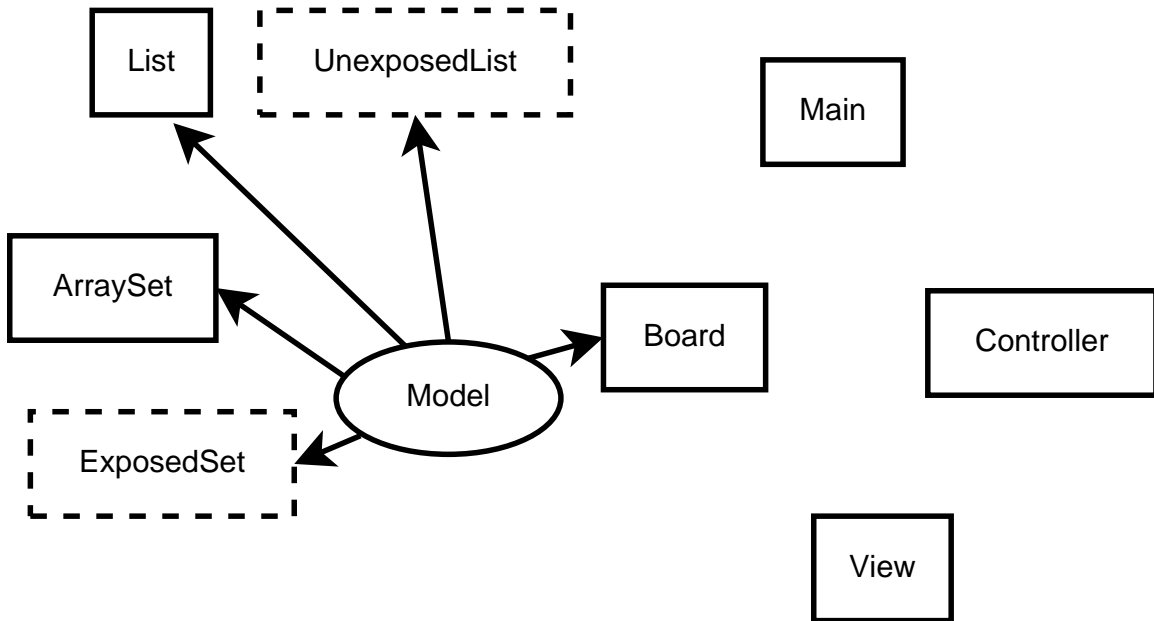 List
UnexposedList
Main
ArraySet
Board
Controller
Model
ExposedSet
View